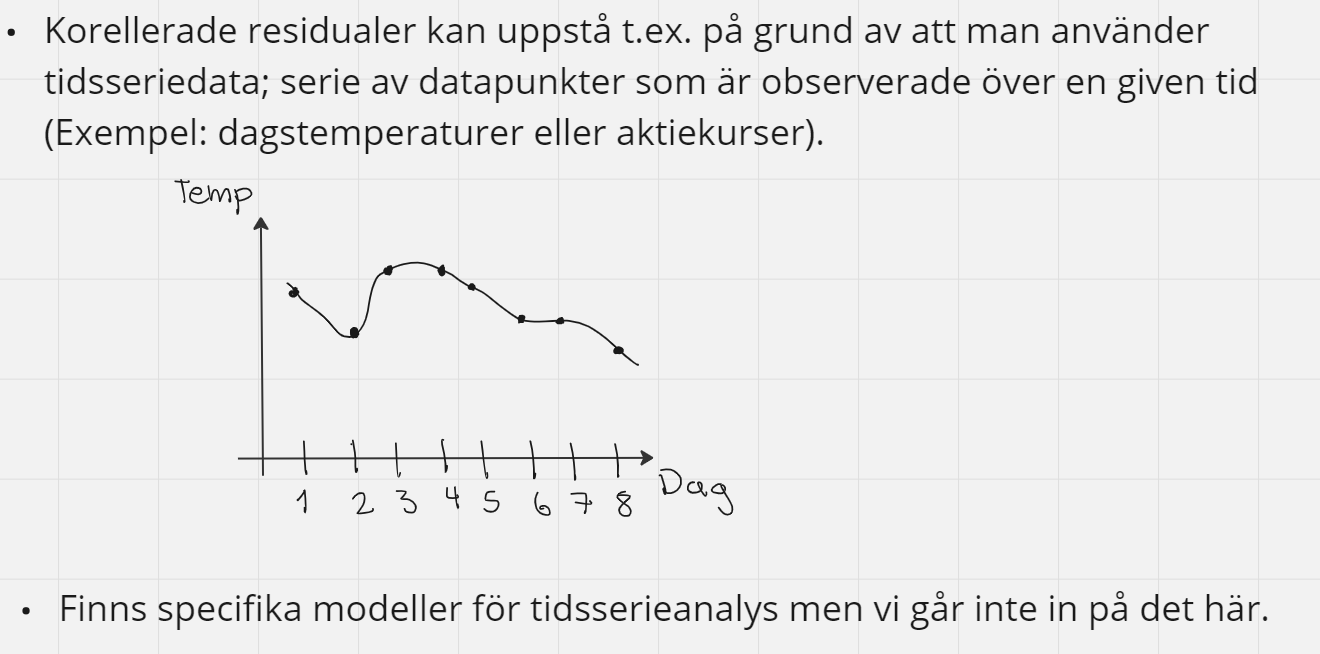 • Korellerade residualer kan uppstå t.ex. på grund av att man använder
tidsseriedata; serie av datapunkter som är observerade över en given tid
(Exempel: dagstemperaturer eller aktiekurser).
Temp
1 2 3 4 5 6 7 8
Dag
• Finns specifika modeller för tidsserieanalys men vi går inte in på det här.